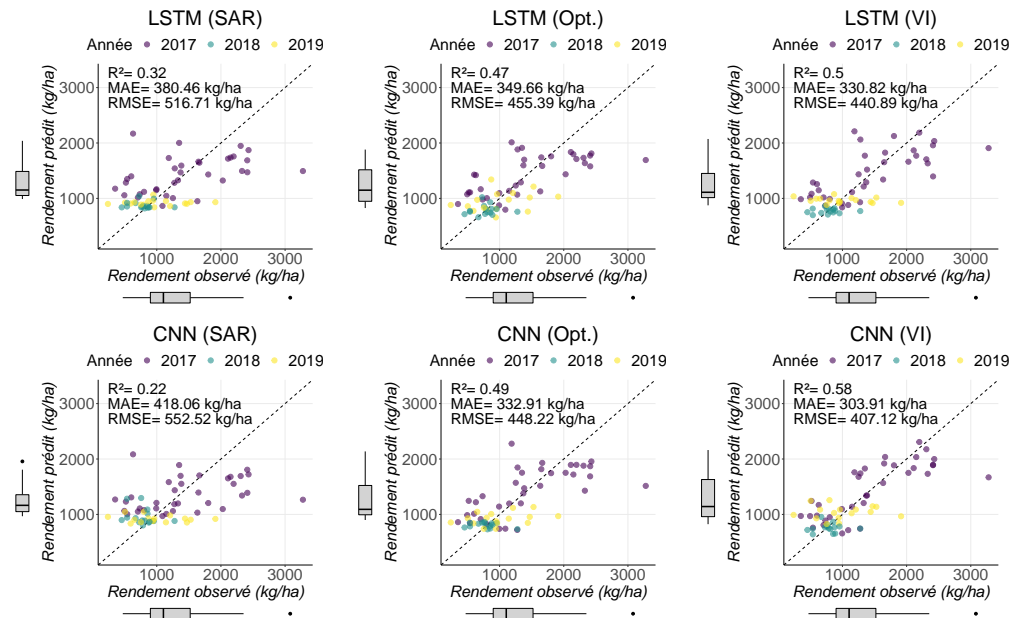 LSTM (SAR)
Année 2017 2018 2019
R²= 0.32
MAE= 380.46 kg/ha
RMSE= 516.71 kg/ha
3000
2000
1000
Rendement prédit (kg/ha)
1000 2000 3000
Rendement observé (kg/ha)
LSTM (Opt.)
Année 2017 2018 2019
R²= 0.47
MAE= 349.66 kg/ha
RMSE= 455.39 kg/ha
3000
2000
1000
Rendement prédit (kg/ha)
1000 2000 3000
Rendement observé (kg/ha)
LSTM (VI)
Année 2017 2018 2019
R²= 0.5
MAE= 330.82 kg/ha
RMSE= 440.89 kg/ha
3000
2000
1000
Rendement prédit (kg/ha)
1000 2000 3000
Rendement observé (kg/ha)
CNN (SAR)
Année 2017 2018 2019
R²= 0.22
MAE= 418.06 kg/ha
RMSE= 552.52 kg/ha
3000
2000
1000
Rendement prédit (kg/ha)
1000 2000 3000
Rendement observé (kg/ha)
CNN (Opt.)
Année 2017 2018 2019
R²= 0.49
MAE= 332.91 kg/ha
RMSE= 448.22 kg/ha
3000
2000
1000
Rendement prédit (kg/ha)
1000 2000 3000
Rendement observé (kg/ha)
CNN (VI)
Année 2017 2018 2019
R²= 0.58
MAE= 303.91 kg/ha
RMSE= 407.12 kg/ha
3000
2000
1000
Rendement prédit (kg/ha)
1000 2000 3000
Rendement observé (kg/ha)